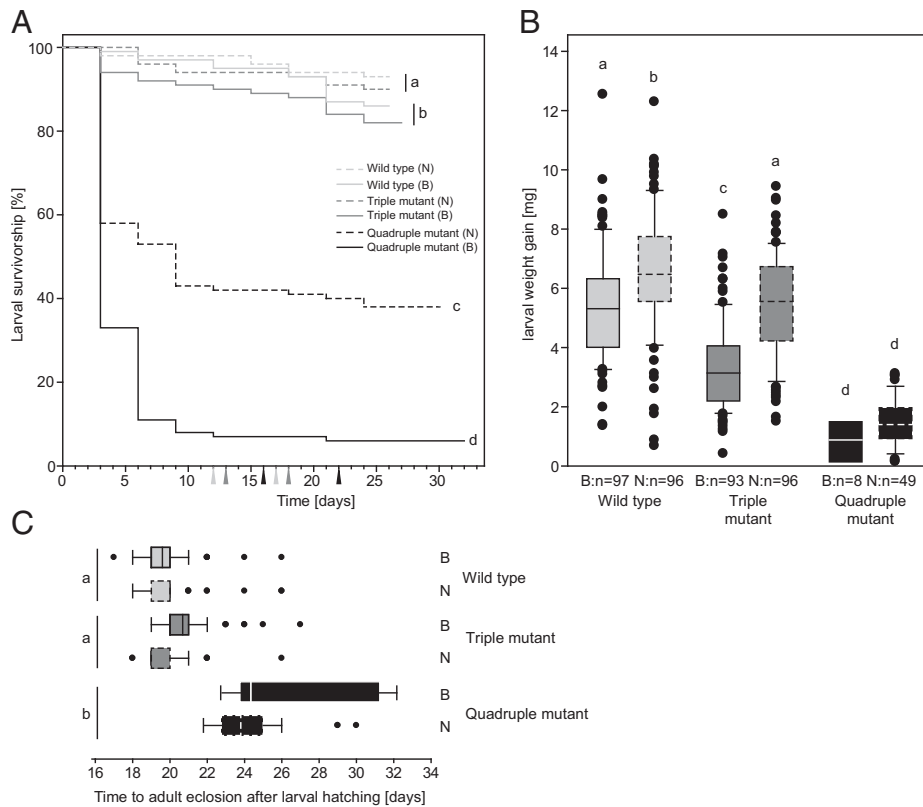 A
100
80
60
40
20
0
Larval survivorship [%]
0 5 10 15 20 25 30
Time [days]
Wild type (N)
Wild type (B)
Triple mutant (N)
Triple mutant (B)
Quadruple mutant (N)
Quadruple mutant (B)
a
b
c
d
B
14
12
10
8
6
4
2
0
larval weight gain [mg]
a
b
c
a
d
d
B:n=97 N:n=96 B:n=93 N:n=96 B:n=8 N:n=49
Wild type
Triple
mutant
Quadruple
mutant
C
a
B
N
Wild type
a
B
N
Triple mutant
b
B
N
Quadruple mutant
16 18 20 22 24 26 28 30 32 34
Time to adult eclosion after larval hatching [days]